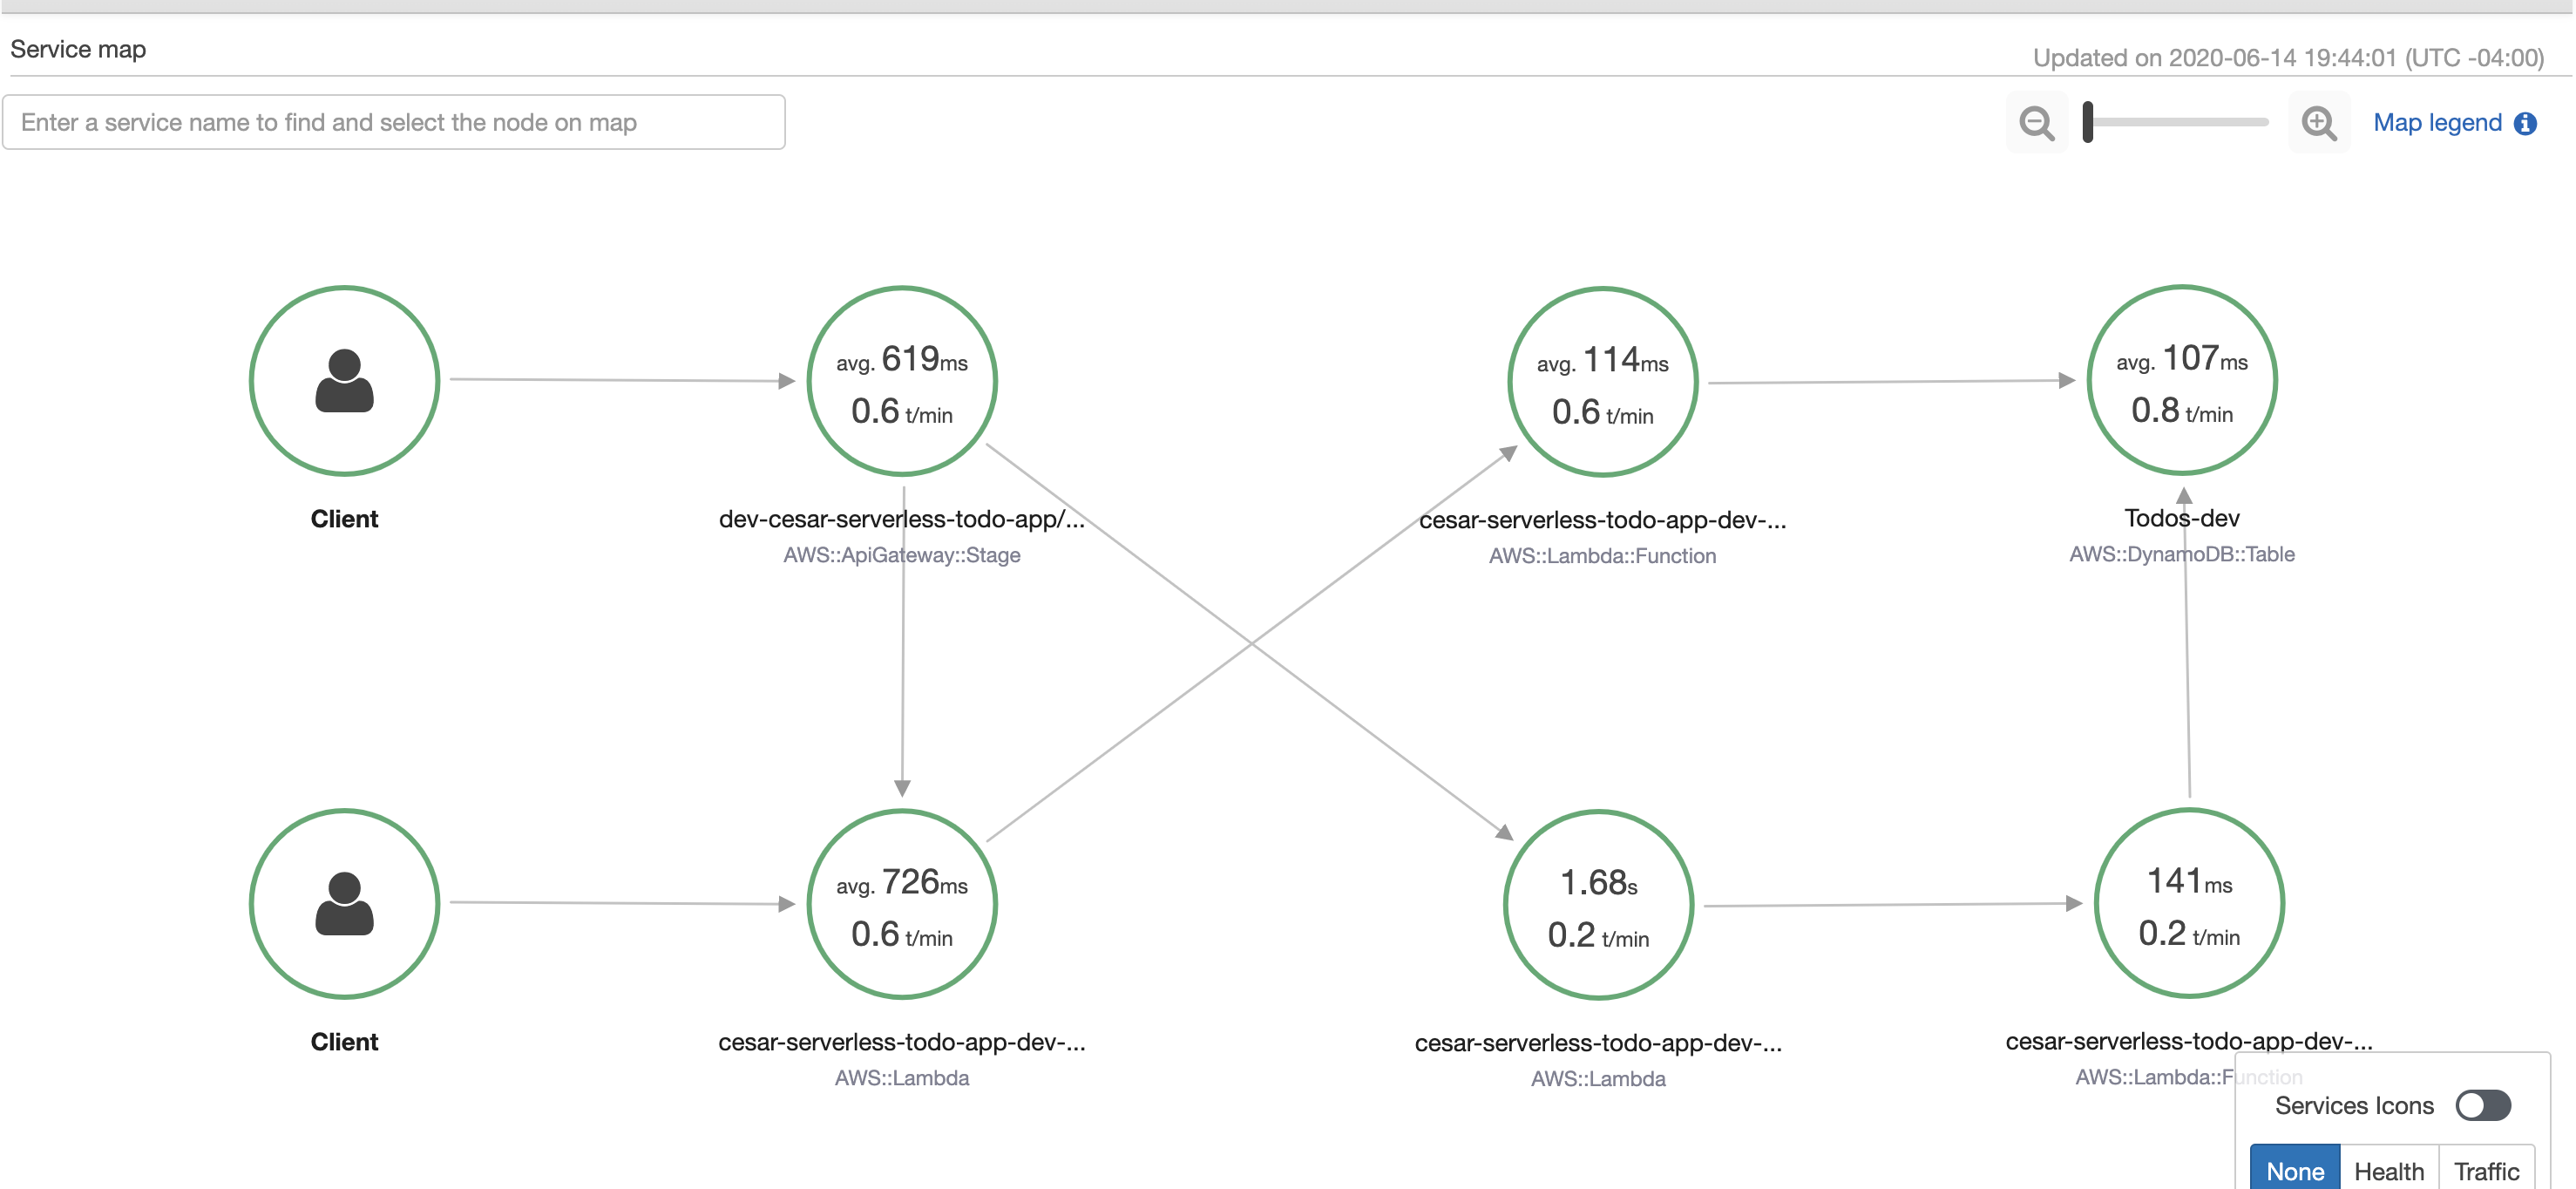 Service map
Updated on 2020-06-14 19:44:01 (UTC -04:00)
Enter a service name to find and select the node on map
Map legend
avg. 619ms
0.6 t/min
avg. 114ms
0.6 t/min
avg. 107ms
0.8 t/min
Client
dev-cesar-serverless-todo-app/...
AWS::ApiGateway::Stage
cesar-serverless-todo-app-dev-...
AWS::Lambda::Function
Todos-dev
AWS::DynamoDB::Table
avg. 726ms
0.6 t/min
1.68s
0.2 t/min
141ms
0.2 t/min
Client
cesar-serverless-todo-app-dev-...
AWS::Lambda
cesar-serverless-todo-app-dev-...
AWS::Lambda
cesar-serverless-todo-app-dev-...
AWS::Lambda::Function
Services Icons
None Health Traffic